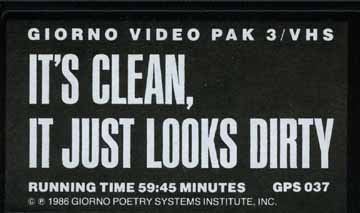 GIORNO VIDEO PAK 3/VHS
IT'S CLEAN,
IT JUST LOOKS DIRTY
RUNNING TIME 59:45 MINUTES GPS 037
© ℗ 1986 GIORNO POETRY SYSTEMS INSTITUTE, INC.